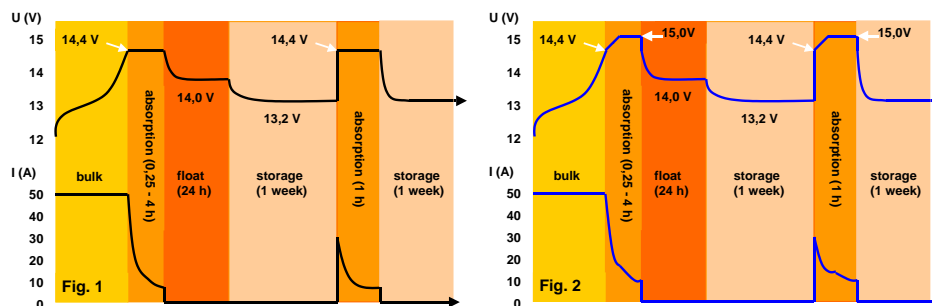 U (V)
15
14
13
12
I (A)
50
40
30
20
10
0
14,4 V
14,0 V
13,2 V
14,4 V
bulk
absorption (0,25 - 4 h)
float
(24 h)
storage
(1 week)
absorption (1 h)
storage
(1 week)
Fig. 1
U (V)
15
14
13
12
I (A)
50
40
30
20
10
0
14,4 V
15,0V
14,0 V
13,2 V
14,4 V
15,0V
bulk
absorption (0,25 - 4 h)
float
(24 h)
storage
(1 week)
absorption (1 h)
storage
(1 week)
Fig. 2